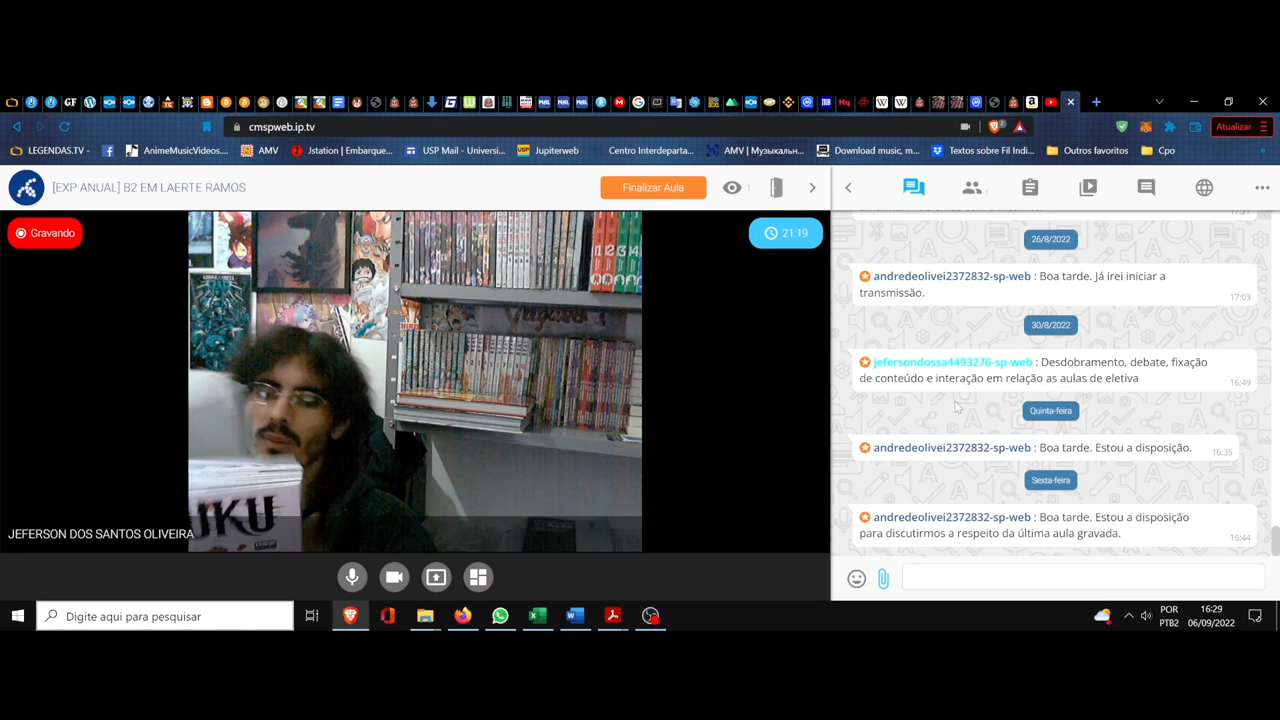 cmspweb.ip.tv
Atualizar
LEGENDAS.TV -
AnimeMusicVideos....
AMV
Jstation | Embarque...
USP Mail - Universi...
Jupiterweb
Centro Interdeparta...
AMV | Музыкальн...
Download music, m...
Textos sobre Fil Indi...
Outros favoritos
Cpo
[EXP ANUAL] B2 EM LAERTE RAMOS
Finalizar Aula
1
1
Gravando
21:19
JEFERSON DOS SANTOS OLIVEIRA
17:27
26/8/2022
andredeolivei2372832-sp-web : Boa tarde. Já irei iniciar a
transmissão.
17:03
30/8/2022
jefersondossa4493276-sp-web : Desdobramento, debate, fixação
de conteúdo e interação em relação as aulas de eletiva
16:49
Quinta-feira
andredeolivei2372832-sp-web : Boa tarde. Estou a disposição.
16:35
Sexta-feira
andredeolivei2372832-sp-web : Boa tarde. Estou a disposição
para discutirmos a respeito da última aula gravada.
16:44
Digite aqui para pesquisar
POR
PTB2
16:29
06/09/2022